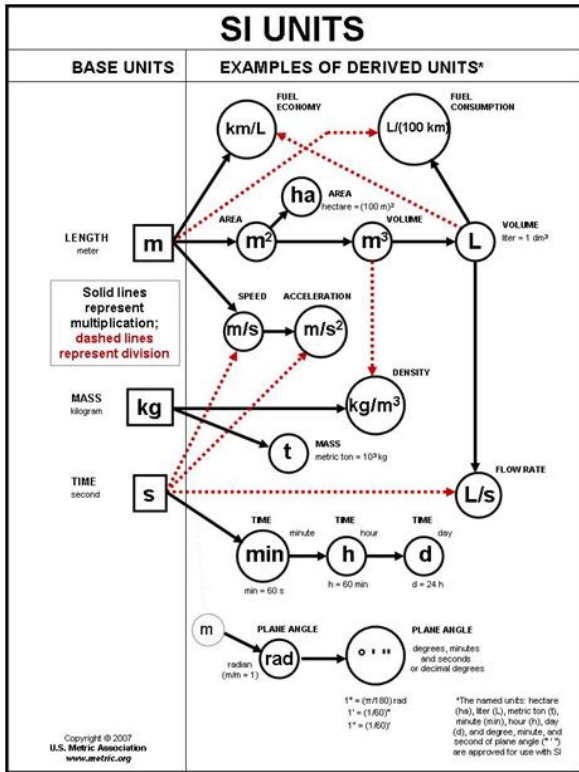 SI UNITS
BASE UNITS
EXAMPLES OF DERIVED UNITS*
FUEL
ECONOMY
km/L
FUEL
CONSUMPTION
L/(100 km)
ha
AREA
hectare = (100 m)²
LENGTH
meter
m
AREA
m²
VOLUME
m³
L
VOLUME
liter = 1 dm³
Solid lines
represent
multiplication;
dashed lines
represent division
SPEED
m/s
ACCELERATION
m/s²
MASS
kilogram
kg
DENSITY
kg/m³
t
MASS
metric ton = 10³ kg
TIME
second
s
FLOW RATE
L/s
TIME
minute
min
min = 60 s
TIME
hour
h
h = 60 min
TIME
day
d
d = 24 h
m
PLANE ANGLE
radian
(m/m = 1)
rad
° ' "
PLANE ANGLE
degrees, minutes
and seconds
or decimal degrees
1° = (π/180) rad
1' = (1/60)°
1" = (1/60)'
*The named units: hectare
(ha), liter (L), metric ton (t),
minute (min), hour (h), day
(d), and degree, minute, and
second of plane angle (° ' ")
are approved for use with SI
Copyright © 2007
U.S. Metric Association
www.metric.org